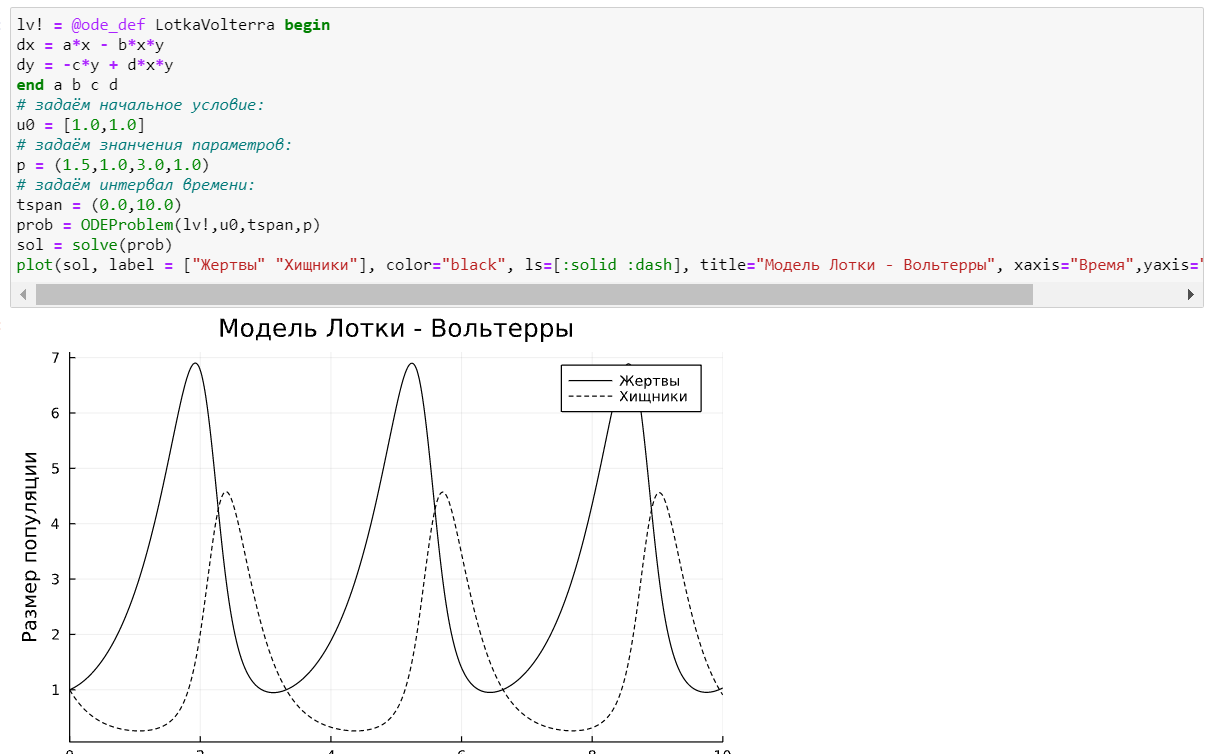 lv! = @ode_def LotkaVolterra begin
dx = a*x - b*x*y
dy = -c*y + d*x*y
end a b c d
# задаём начальное условие:
u0 = [1.0,1.0]
# задаём знанчения параметров:
p = (1.5,1.0,3.0,1.0)
# задаём интервал времени:
tspan = (0.0,10.0)
prob = ODEProblem(lv!,u0,tspan,p)
sol = solve(prob)
plot(sol, label = ["Жертвы" "Хищники"], color="black", ls=[:solid :dash], title="Модель Лотки - Вольтерры", xaxis="Время",yaxis="
Модель Лотки - Вольтерры
Жертвы
Хищники
Размер популяции
7
6
5
4
3
2
1
0 2 4 6 8 10